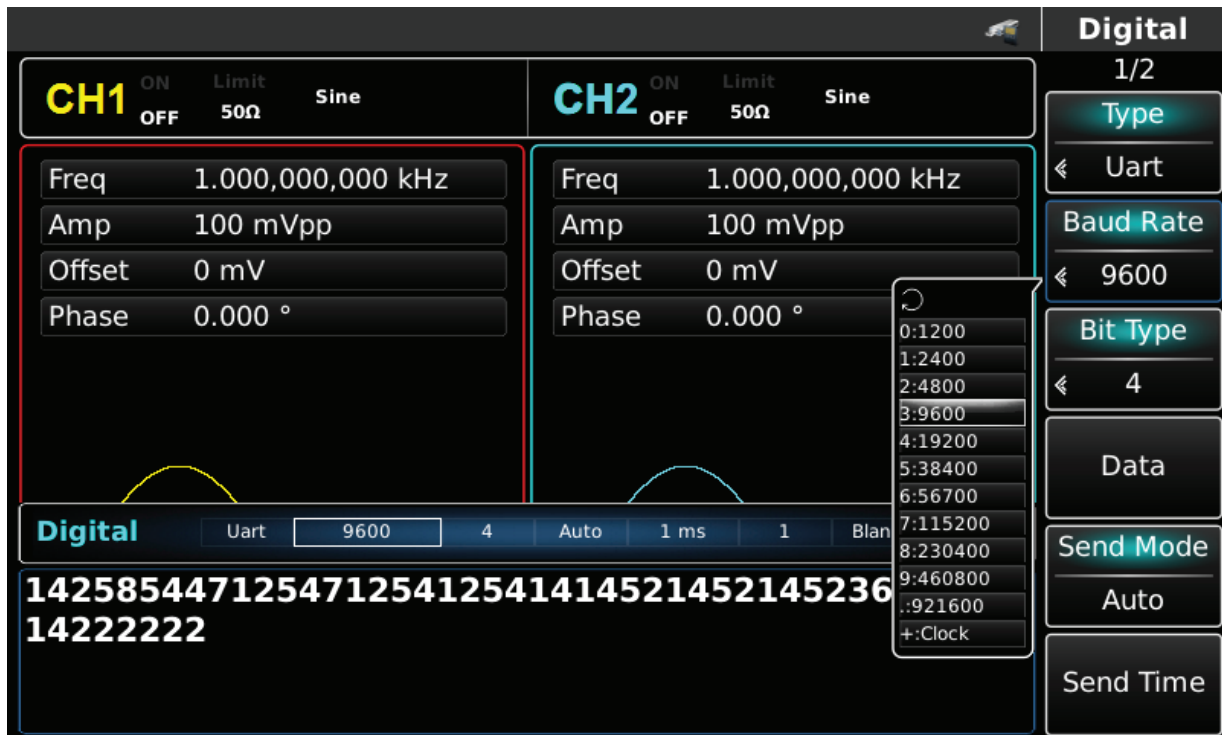 Digital
1/2
CH1 ON OFF Limit 50Ω Sine
CH2 ON OFF Limit 50Ω Sine
Freq 1.000,000,000 kHz
Amp 100 mVpp
Offset 0 mV
Phase 0.000 °
Freq 1.000,000,000 kHz
Amp 100 mVpp
Offset 0 mV
Phase 0.000 °
0:1200
1:2400
2:4800
3:9600
4:19200
5:38400
6:56700
7:115200
8:230400
9:460800
.:921600
+:Clock
Type
Uart
Baud Rate
9600
Bit Type
4
Data
Send Mode
Auto
Send Time
Digital Uart 9600 4 Auto 1 ms 1 Blan
14258544712547125412541414521452145236
14222222